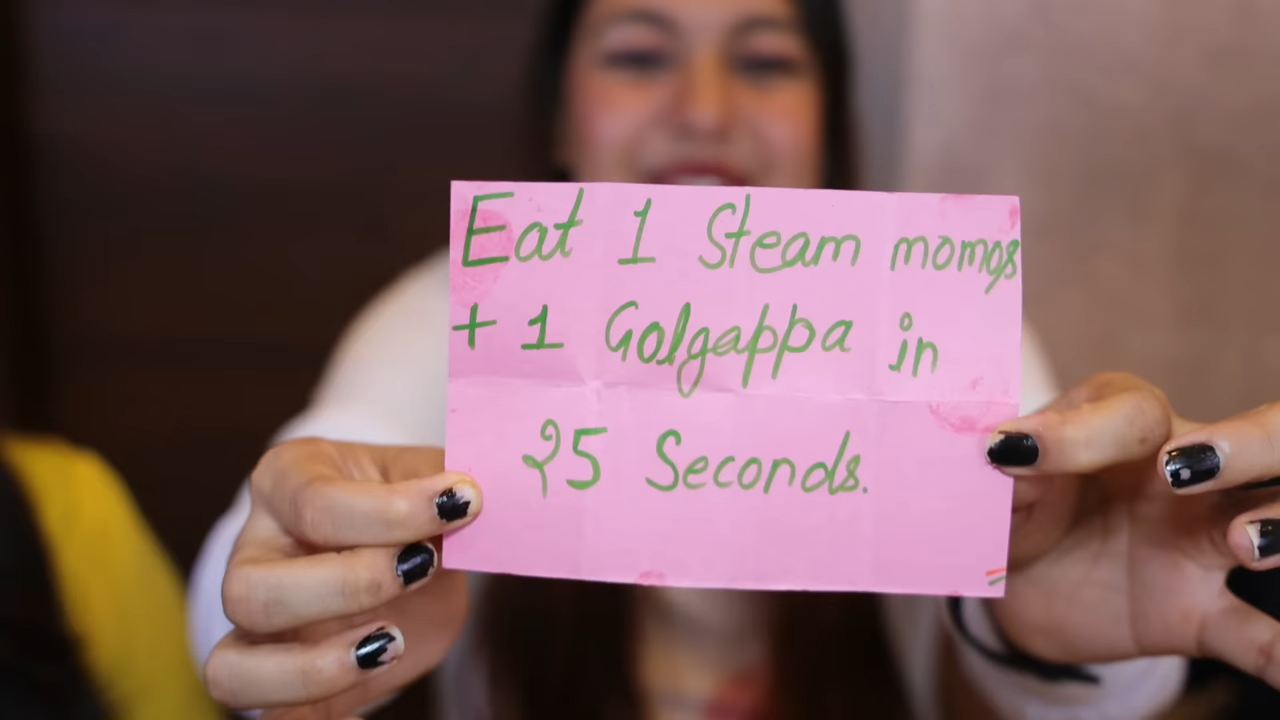 Eat 1 Steam momos
+ 1 Golgappa in
25 Seconds.